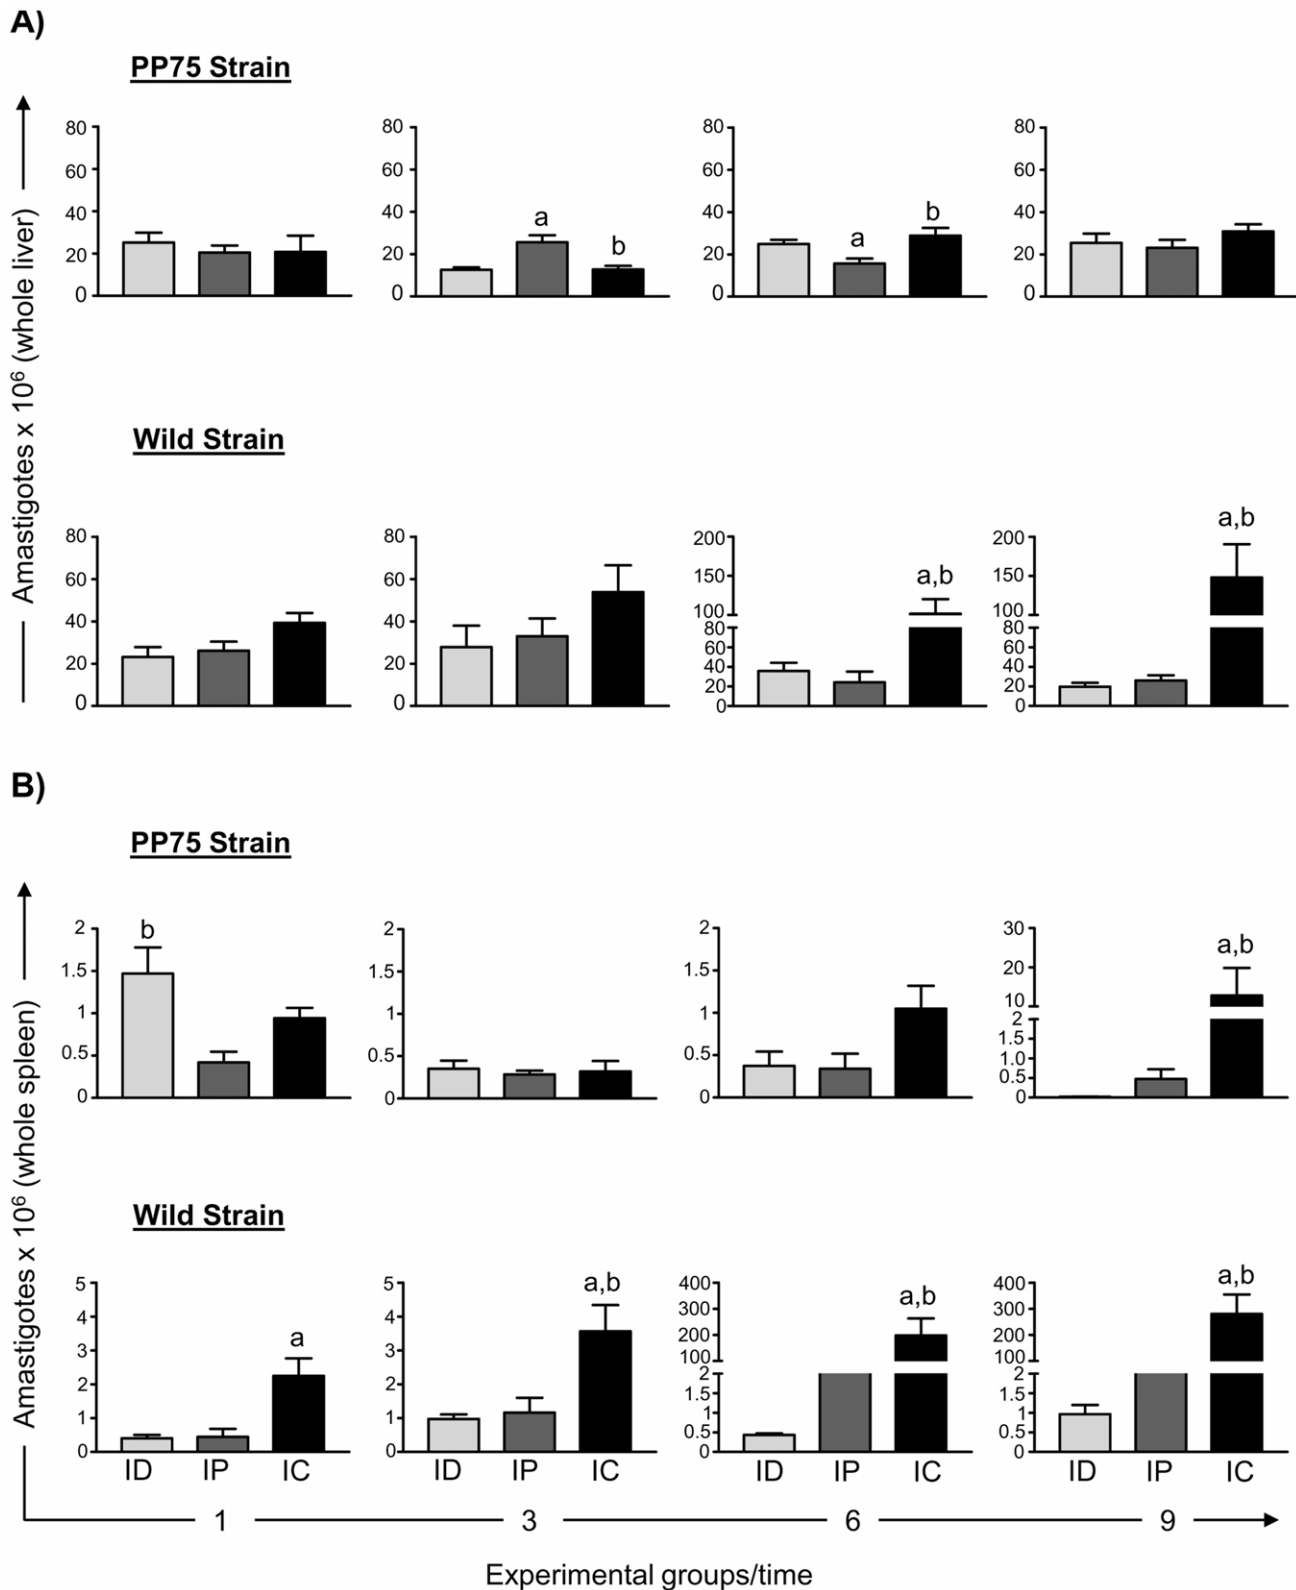 A)
PP75 Strain
Amastigotes x 10⁶ (whole liver)
80 60 40 20 0
80 60 40 20 0 a b
80 60 40 20 0 a b
80 60 40 20 0
Wild Strain
80 60 40 20 0
80 60 40 20 0
200 150 100 80 60 40 20 0 a,b
200 150 100 80 60 40 20 0 a,b
B)
PP75 Strain
Amastigotes x 10⁶ (whole spleen)
2 1.5 1 0.5 0 b
2 1.5 1 0.5 0
2 1.5 1 0.5 0
30 20 10 2 1.5 1.0 0.5 0 a,b
Wild Strain
5 4 3 2 1 0 a
5 4 3 2 1 0 a,b
400 300 200 100 2 1.5 1 0.5 0 a,b
400 300 200 100 2 1.5 1 0.5 0 a,b
ID IP IC ID IP IC ID IP IC ID IP IC
1 3 6 9
Experimental groups/time